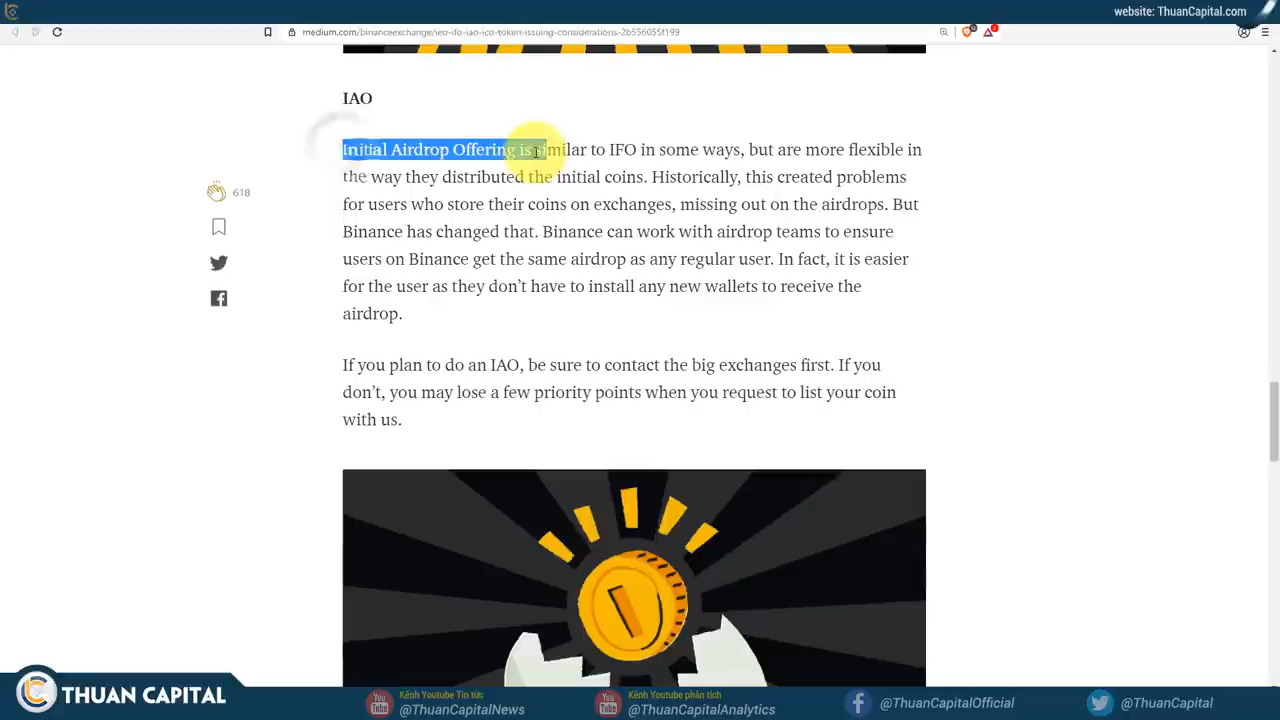 website: ThuanCapital.com
medium.com/binanceexchange/ieo-ifo-iao-ico-token-issuing-considerations-2b556055f199
IAO
Initial Airdrop Offering is similar to IFO in some ways, but are more flexible in
the way they distributed the initial coins. Historically, this created problems
for users who store their coins on exchanges, missing out on the airdrops. But
Binance has changed that. Binance can work with airdrop teams to ensure
users on Binance get the same airdrop as any regular user. In fact, it is easier
for the user as they don’t have to install any new wallets to receive the
airdrop.
618
If you plan to do an IAO, be sure to contact the big exchanges first. If you
don’t, you may lose a few priority points when you request to list your coin
with us.
THUAN CAPITAL
You Tube
Kênh Youtube Tin tức
@ThuanCapitalNews
You Tube
Kênh Youtube phân tích
@ThuanCapitalAnalytics
@ThuanCapitalOfficial
@ThuanCapital